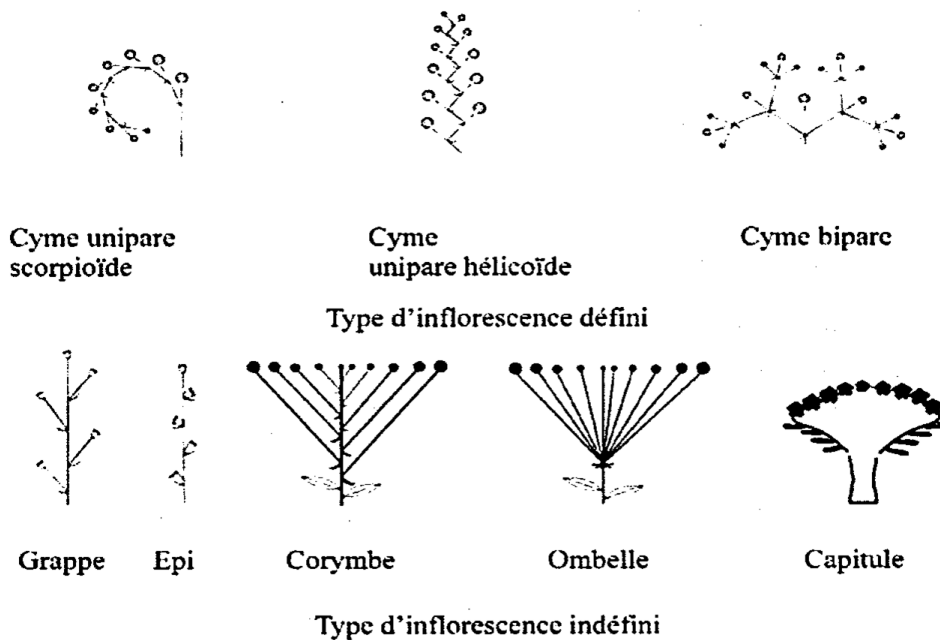 Cyme unipare
scorpioïde
Cyme
unipare hélicoïde
Cyme bipare
Type d'inflorescence défini
Grappe
Epi
Corymbe
Ombelle
Capitule
Type d'inflorescence indéfini